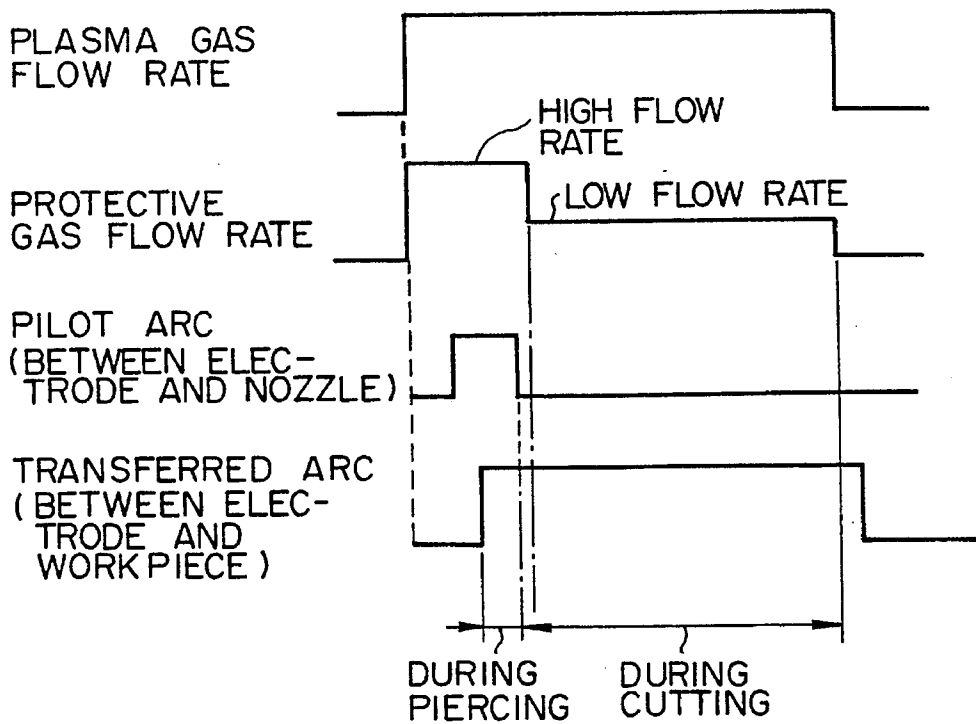 PLASMA GAS
FLOW RATE
HIGH FLOW
RATE
PROTECTIVE
GAS FLOW RATE
LOW FLOW RATE
PILOT ARC
(BETWEEN ELEC-
TRODE AND NOZZLE)
TRANSFERRED ARC
(BETWEEN ELEC-
TRODE AND
WORKPIECE)
DURING
PIERCING
DURING
CUTTING